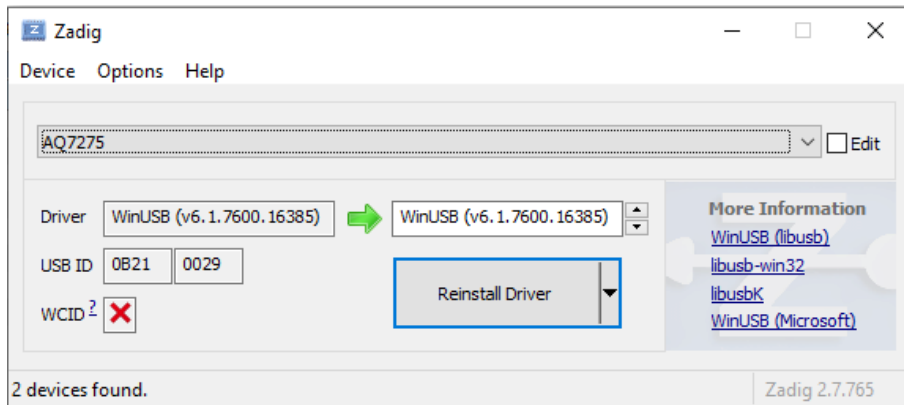 Zadig
Device Options Help
AQ7275
Edit
Driver WinUSB (v6.1.7600.16385) WinUSB (v6.1.7600.16385)
USB ID 0B21 0029
WCID ?
Reinstall Driver
More Information
WinUSB (libusb)
libusb-win32
libusbK
WinUSB (Microsoft)
2 devices found.
Zadig 2.7.765